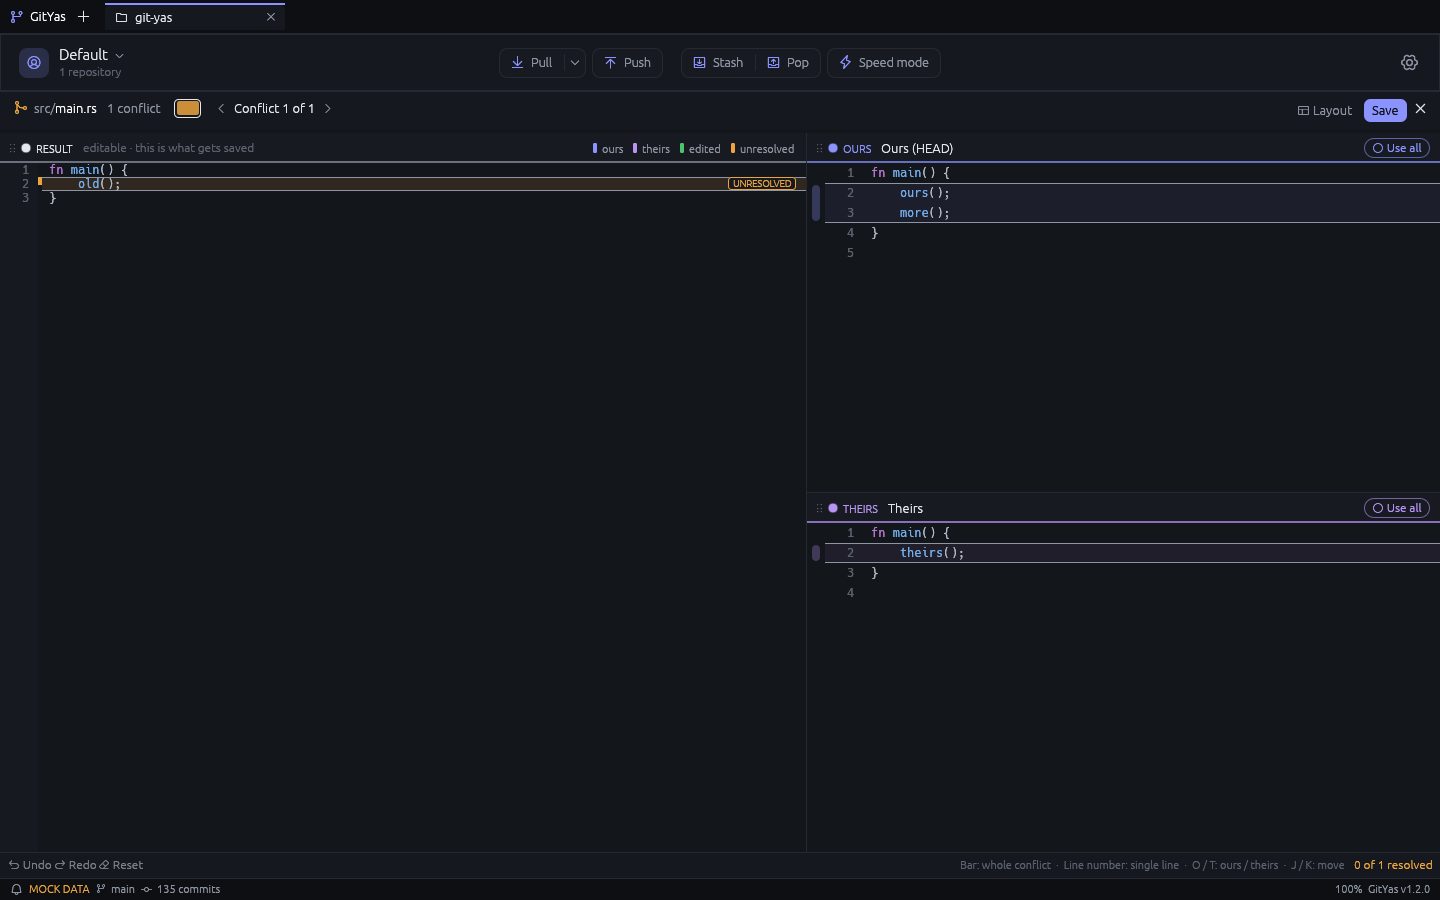 GitYas
git-yas
Default
1 repository
Pull
Push
Stash
Pop
Speed mode
src/main.rs 1 conflict
Conflict 1 of 1
Layout
Save
RESULT editable · this is what gets saved
ours theirs edited unresolved
1 fn main() {
2     old();
UNRESOLVED
3 }
OURS Ours (HEAD)
Use all
1 fn main() {
2     ours();
3     more();
4 }
5
THEIRS Theirs
Use all
1 fn main() {
2     theirs();
3 }
4
Undo Redo Reset
Bar: whole conflict · Line number: single line · O / T: ours / theirs · J / K: move 0 of 1 resolved
MOCK DATA main 135 commits
100% GitYas v1.2.0